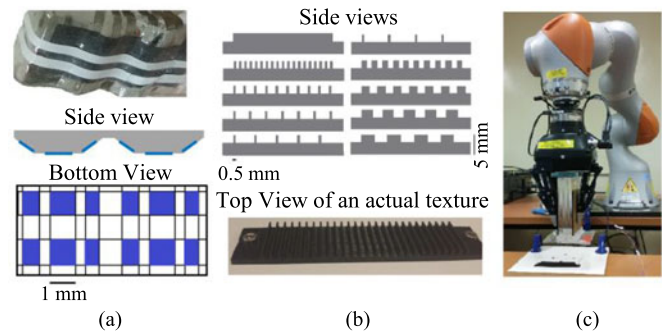 Side view
Bottom View
1 mm
(a)
Side views
0.5 mm
5 mm
Top View of an actual texture
(b)
(c)